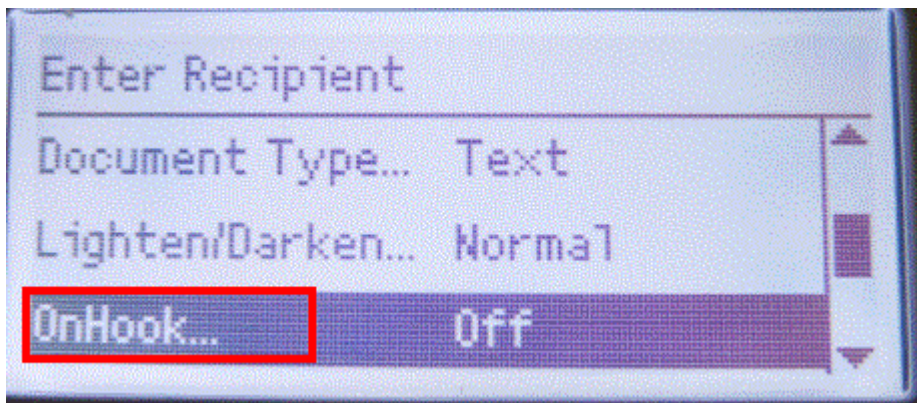 Enter Recipient
Document Type... Text
Lighten/Darken... Normal
OnHook... Off